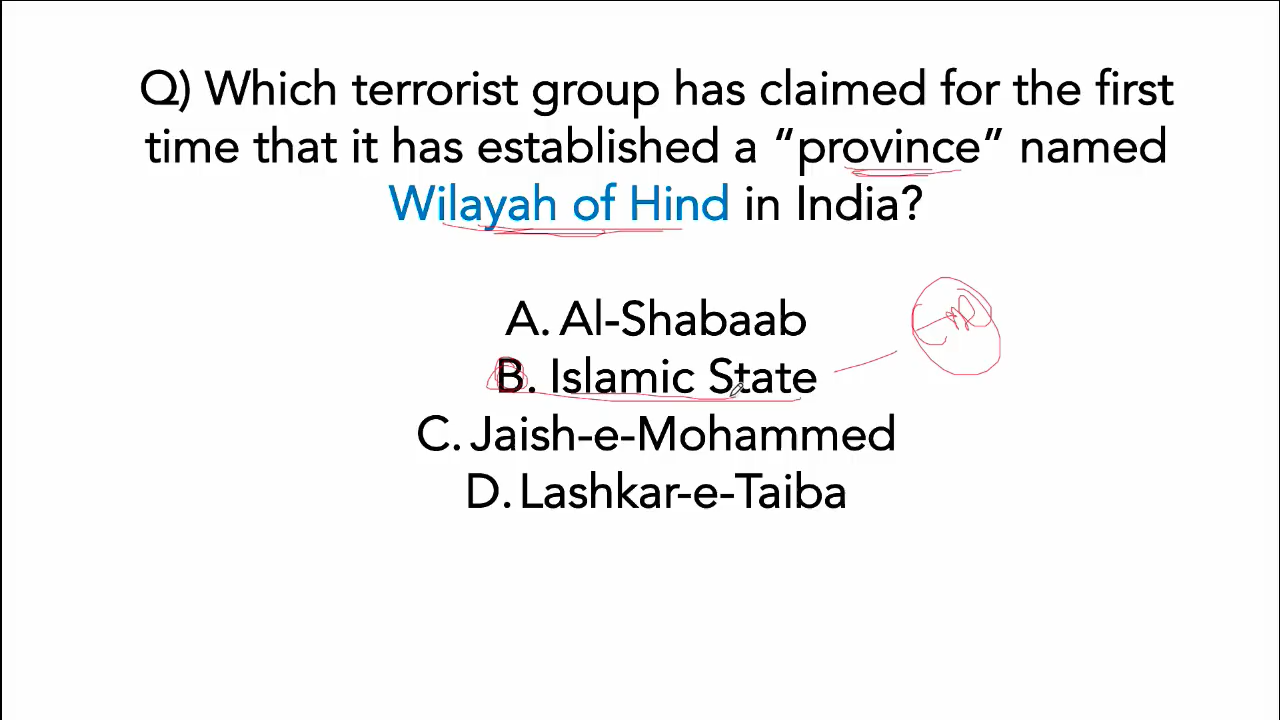 Q) Which terrorist group has claimed for the first
time that it has established a “province” named
Wilayah of Hind in India?
A. Al-Shabaab
B. Islamic State
C. Jaish-e-Mohammed
D. Lashkar-e-Taiba